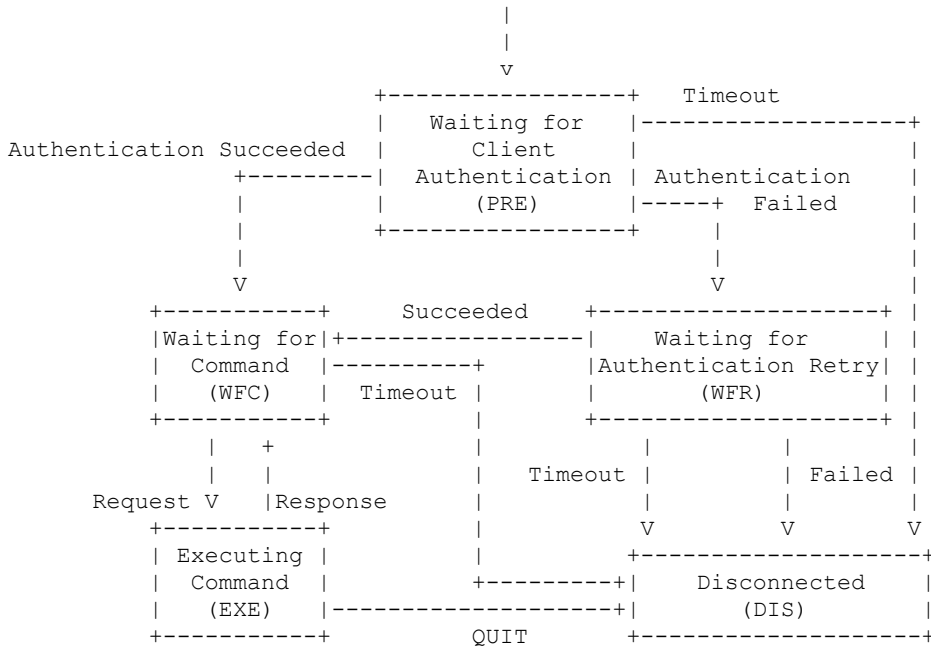 Timeout
Waiting for
Authentication Succeeded Client
Authentication Authentication
(PRE) Failed
Succeeded
Waiting for Waiting for
Command Authentication Retry
(WFC) Timeout (WFR)
Timeout Failed
Request V Response
V V V
Executing
Command Disconnected
(EXE) (DIS)
QUIT